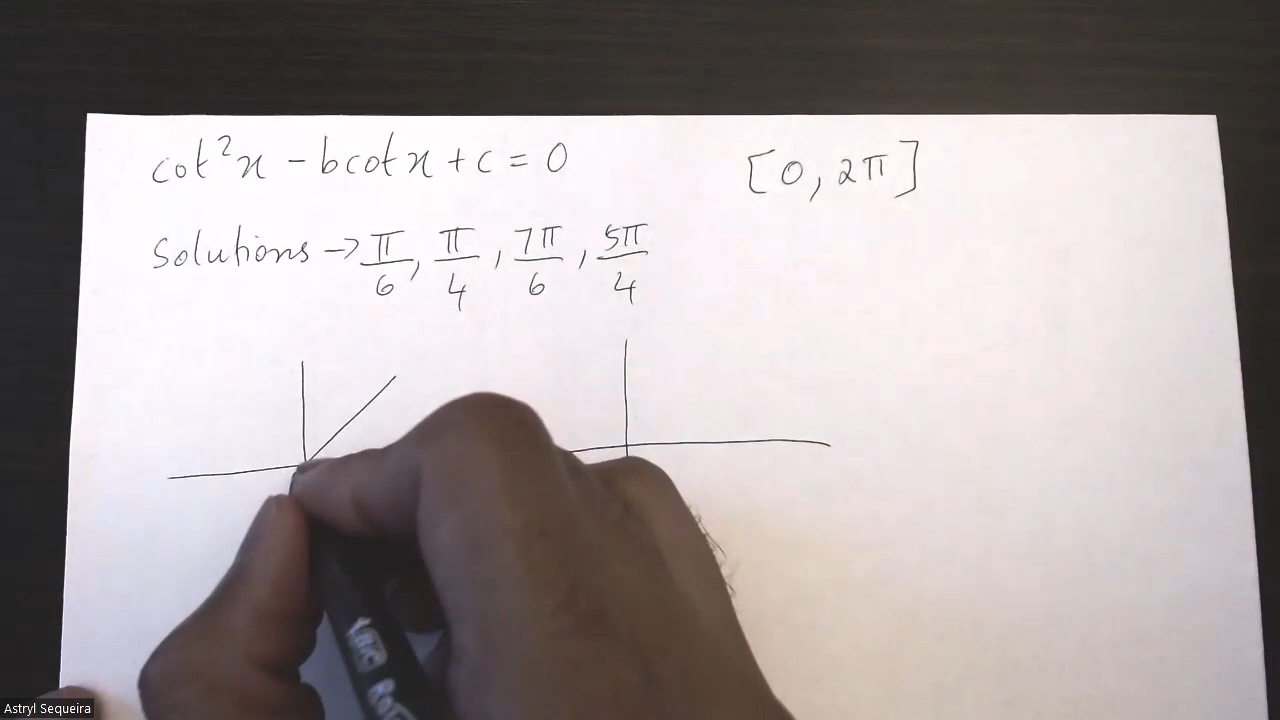 cot²x - bcotx + c = 0 [0, 2π]
Solutions → π/6, π/4, 7π/6, 5π/4
Astryl Sequeira